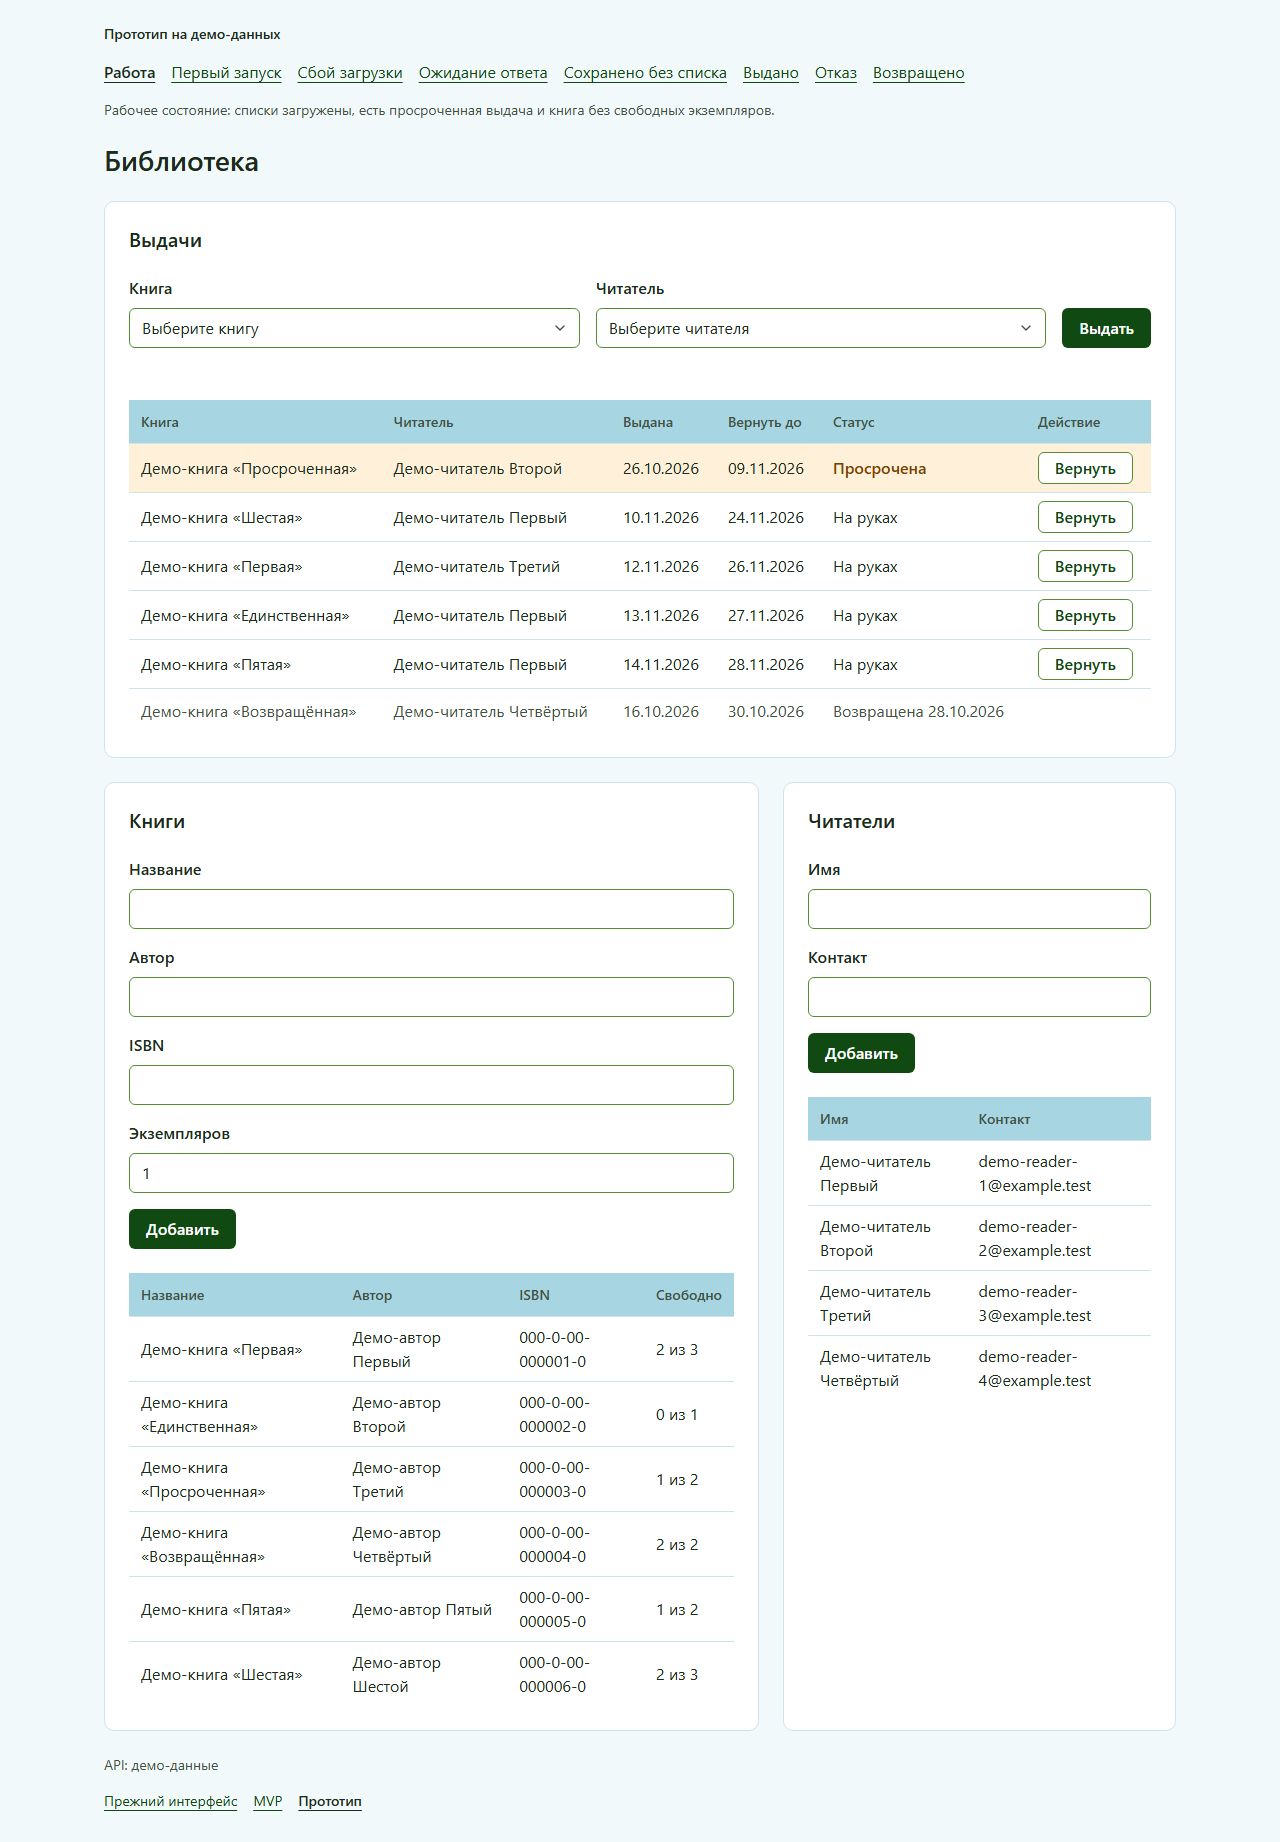 Прототип на демо-данных
Работа Первый запуск Сбой загрузки Ожидание ответа Сохранено без списка Выдано Отказ Возвращено
Рабочее состояние: списки загружены, есть просроченная выдача и книга без свободных экземпляров.
Библиотека
Выдачи
Книга Читатель
Выберите книгу Выберите читателя Выдать
Книга Читатель Выдана Вернуть до Статус Действие
Демо-книга «Просроченная» Демо-читатель Второй 26.10.2026 09.11.2026 Просрочена Вернуть
Демо-книга «Шестая» Демо-читатель Первый 10.11.2026 24.11.2026 На руках Вернуть
Демо-книга «Первая» Демо-читатель Третий 12.11.2026 26.11.2026 На руках Вернуть
Демо-книга «Единственная» Демо-читатель Первый 13.11.2026 27.11.2026 На руках Вернуть
Демо-книга «Пятая» Демо-читатель Первый 14.11.2026 28.11.2026 На руках Вернуть
Демо-книга «Возвращённая» Демо-читатель Четвёртый 16.10.2026 30.10.2026 Возвращена 28.10.2026
Книги
Название
Автор
ISBN
Экземпляров
1
Добавить
Название Автор ISBN Свободно
Демо-книга «Первая» Демо-автор Первый 000-0-00-000001-0 2 из 3
Демо-книга «Единственная» Демо-автор Второй 000-0-00-000002-0 0 из 1
Демо-книга «Просроченная» Демо-автор Третий 000-0-00-000003-0 1 из 2
Демо-книга «Возвращённая» Демо-автор Четвёртый 000-0-00-000004-0 2 из 2
Демо-книга «Пятая» Демо-автор Пятый 000-0-00-000005-0 1 из 2
Демо-книга «Шестая» Демо-автор Шестой 000-0-00-000006-0 2 из 3
Читатели
Имя
Контакт
Добавить
Имя Контакт
Демо-читатель Первый demo-reader-1@example.test
Демо-читатель Второй demo-reader-2@example.test
Демо-читатель Третий demo-reader-3@example.test
Демо-читатель Четвёртый demo-reader-4@example.test
API: демо-данные
Прежний интерфейс MVP Прототип